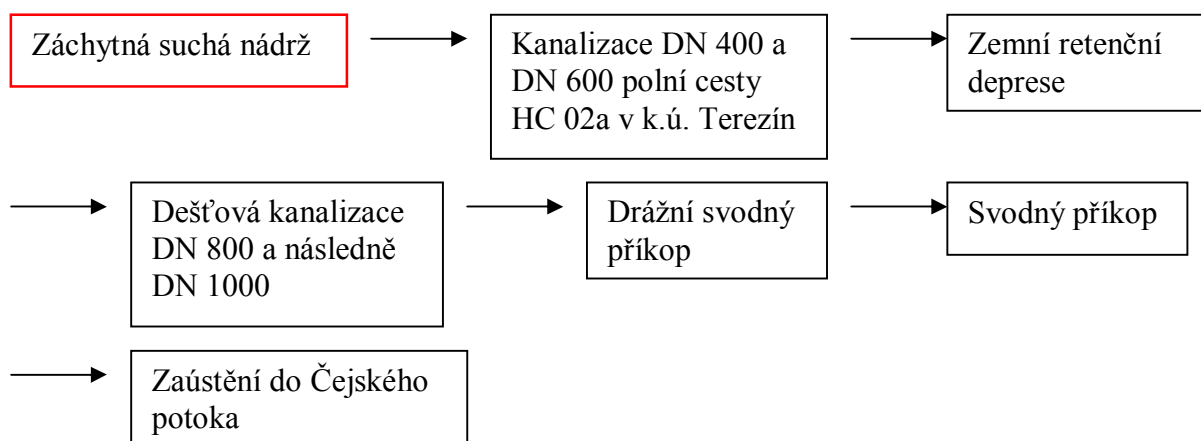 Záchytná suchá nádrž
Kanalizace DN 400 a
DN 600 polní cesty
HC 02a v k.ú. Terezín
Zemní retenční
deprese
Dešťová kanalizace
DN 800 a následně
DN 1000
Drážní svodný
příkop
Svodný příkop
Zaústění do Čejského
potoka